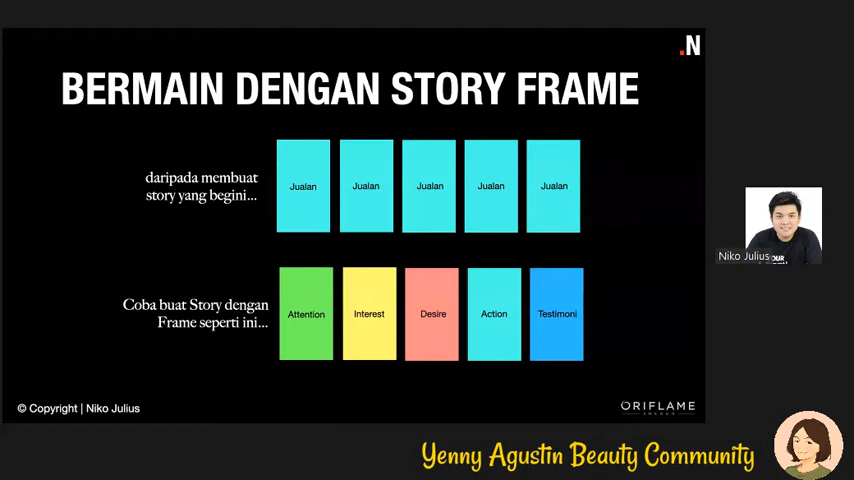 .N
BERMAIN DENGAN STORY FRAME
daripada membuat
story yang begini...
Jualan Jualan Jualan Jualan Jualan
Coba buat Story dengan
Frame seperti ini...
Attention Interest Desire Action Testimoni
Niko Julius
© Copyright | Niko Julius
ORIFLAME
SWEDEN
Yenny Agustin Beauty Community